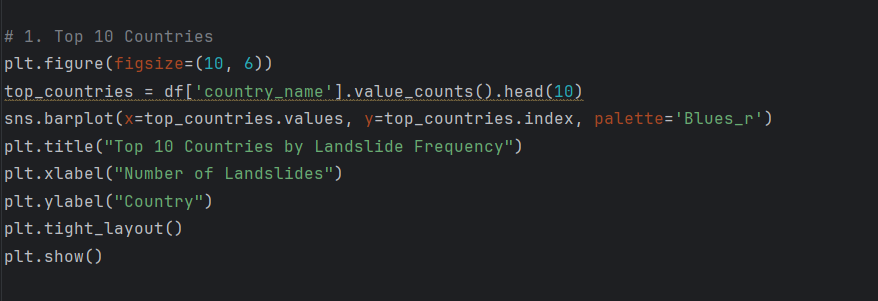 # 1. Top 10 Countries
plt.figure(figsize=(10, 6))
top_countries = df['country_name'].value_counts().head(10)
sns.barplot(x=top_countries.values, y=top_countries.index, palette='Blues_r')
plt.title("Top 10 Countries by Landslide Frequency")
plt.xlabel("Number of Landslides")
plt.ylabel("Country")
plt.tight_layout()
plt.show()